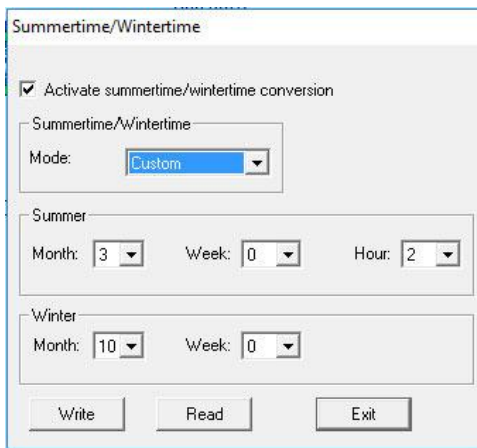 Summertime/Wintertime
Activate summertime/wintertime conversion
Summertime/Wintertime
Mode: Custom
Summer
Month: 3 Week: 0 Hour: 2
Winter
Month: 10 Week: 0
Write Read Exit